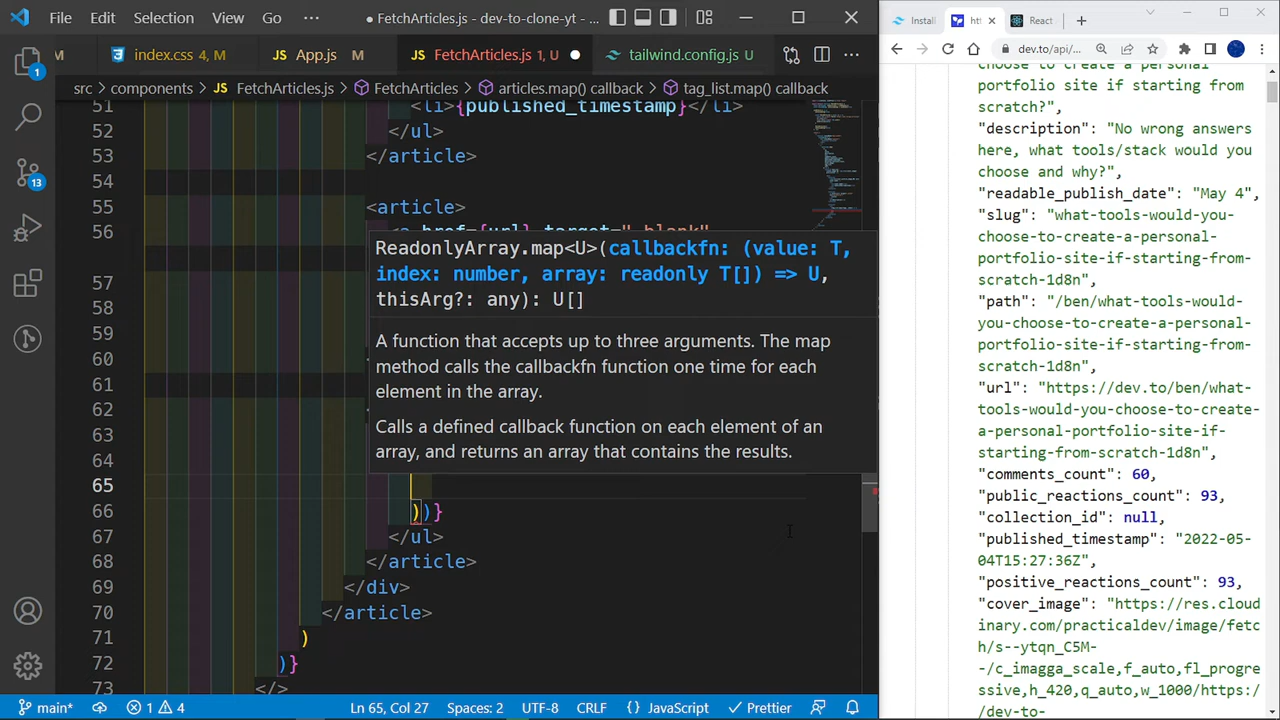 File Edit Selection View Go ··· ● FetchArticles.js - dev-to-clone-yt - ...
M index.css 4, M App.js M FetchArticles.js 1, U ● tailwind.config.js U ···
src > components > FetchArticles.js > FetchArticles > articles.map() callback > tag_list.map() callback
51 <li>{published_timestamp}</li>
52 </ul>
53 </article>
54
55 <article>
56 <a href={url} target="_blank"
57
58
59
60
61
62
63
64
65
66 ))}
67 </ul>
68 </article>
69 </div>
70 </article>
71 )
72 )}
73 </>
ReadonlyArray.map<U>(callbackfn: (value: T,
index: number, array: readonly T[]) => U,
thisArg?: any): U[]
A function that accepts up to three arguments. The map
method calls the callbackfn function one time for each
element in the array.
Calls a defined callback function on each element of an
array, and returns an array that contains the results.
1
13
main* 1 4 Ln 65, Col 27 Spaces: 2 UTF-8 CRLF {} JavaScript Prettier
Install htt React
dev.to/api/...
choose to create a personal
portfolio site if starting from
scratch?",
"description": "No wrong answers
here, what tools/stack would you
choose and why?",
"readable_publish_date": "May 4",
"slug": "what-tools-would-you-
choose-to-create-a-personal-
portfolio-site-if-starting-
from-scratch-1d8n",
"path": "/ben/what-tools-would-
you-choose-to-create-a-personal-
portfolio-site-if-starting-from-
scratch-1d8n",
"url": "https://dev.to/ben/what-
tools-would-you-choose-to-create-
a-personal-portfolio-site-if-
starting-from-scratch-1d8n",
"comments_count": 60,
"public_reactions_count": 93,
"collection_id": null,
"published_timestamp": "2022-05-
04T15:27:36Z",
"positive_reactions_count": 93,
"cover_image": "https://res.cloud
inary.com/practicaldev/image/fetc
h/s--ytqn_C5M-
-/c_imagga_scale,f_auto,fl_progre
ssive,h_420,q_auto,w_1000/https:/
/dev-to-